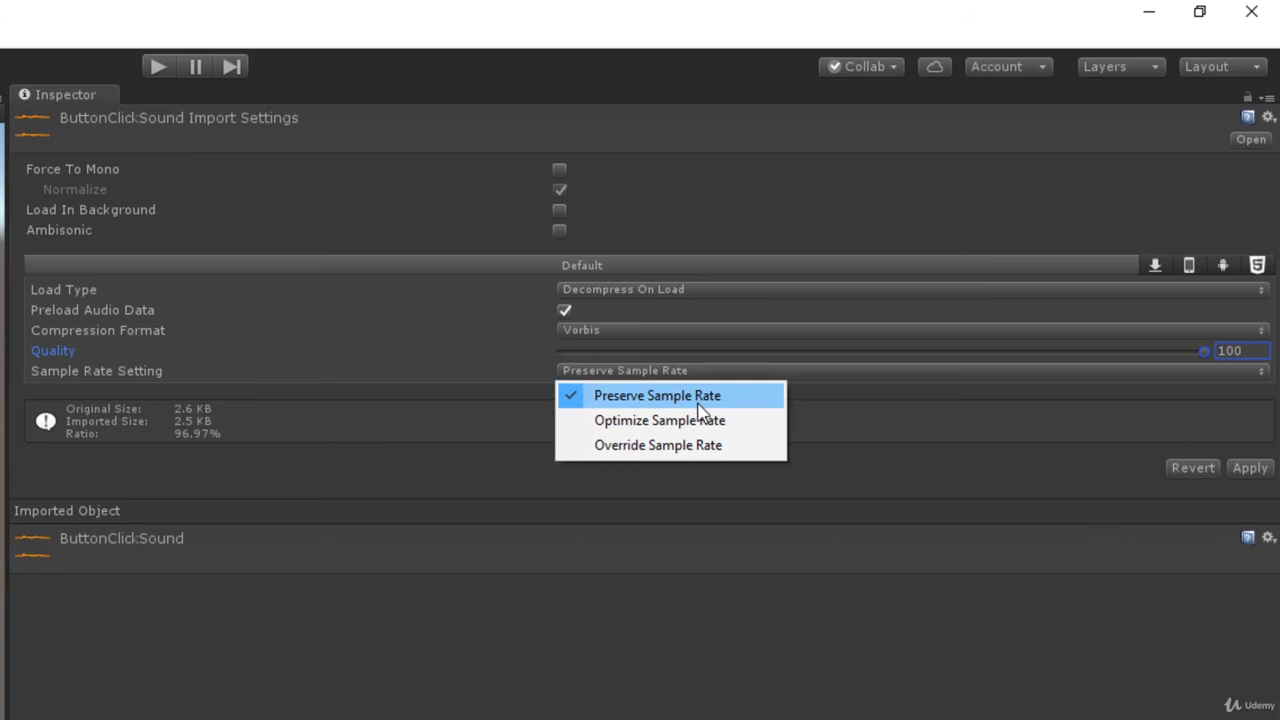 Collab
Account
Layers
Layout
Inspector
ButtonClickSound Import Settings
Open
Force To Mono
Normalize
Load In Background
Ambisonic
Default
Load Type
Decompress On Load
Preload Audio Data
Compression Format
Vorbis
Quality
100
Sample Rate Setting
Preserve Sample Rate
Preserve Sample Rate
Optimize Sample Rate
Override Sample Rate
Original Size: 2.6 KB
Imported Size: 2.5 KB
Ratio: 96.97%
Revert
Apply
Imported Object
ButtonClickSound
Udemy